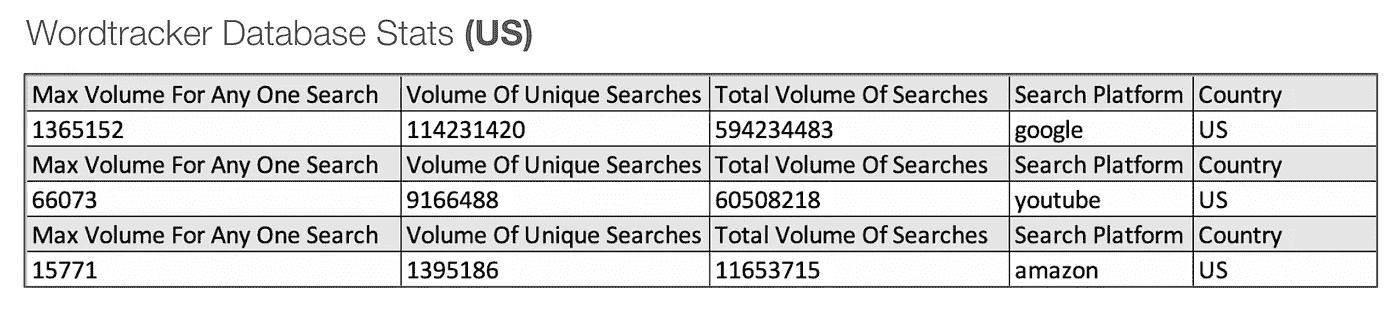 Wordtracker Database Stats (US)
Max Volume For Any One Search Volume Of Unique Searches Total Volume Of Searches Search Platform Country
1365152 114231420 594234483 google US
Max Volume For Any One Search Volume Of Unique Searches Total Volume Of Searches Search Platform Country
66073 9166488 60508218 youtube US
Max Volume For Any One Search Volume Of Unique Searches Total Volume Of Searches Search Platform Country
15771 1395186 11653715 amazon US